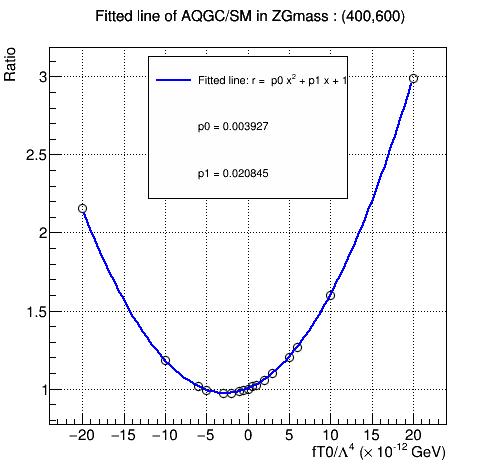 Fitted line of AQGC/SM in ZGmass : (400,600)
Ratio
Fitted line: r = p0 x² + p1 x + 1
p0 = 0.003927
p1 = 0.020845
3
2.5
2
1.5
1
−20 −15 −10 −5 0 5 10 15 20
fT0/Λ⁴ (× 10⁻¹² GeV)